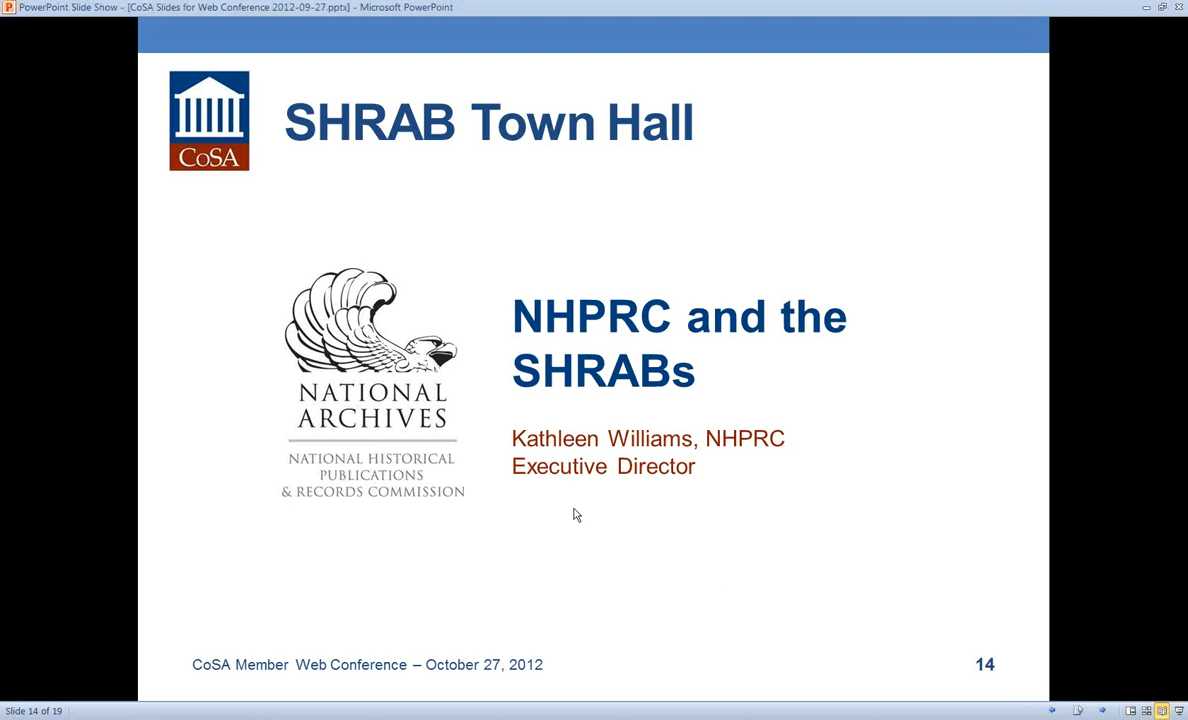 PowerPoint Slide Show - [CoSA Slides for Web Conference 2012-09-27.pptx] - Microsoft PowerPoint
CoSA
SHRAB Town Hall
NATIONAL
ARCHIVES
NATIONAL HISTORICAL
PUBLICATIONS
& RECORDS COMMISSION
NHPRC and the
SHRABs
Kathleen Williams, NHPRC
Executive Director
CoSA Member Web Conference – October 27, 2012
14
Slide 14 of 19